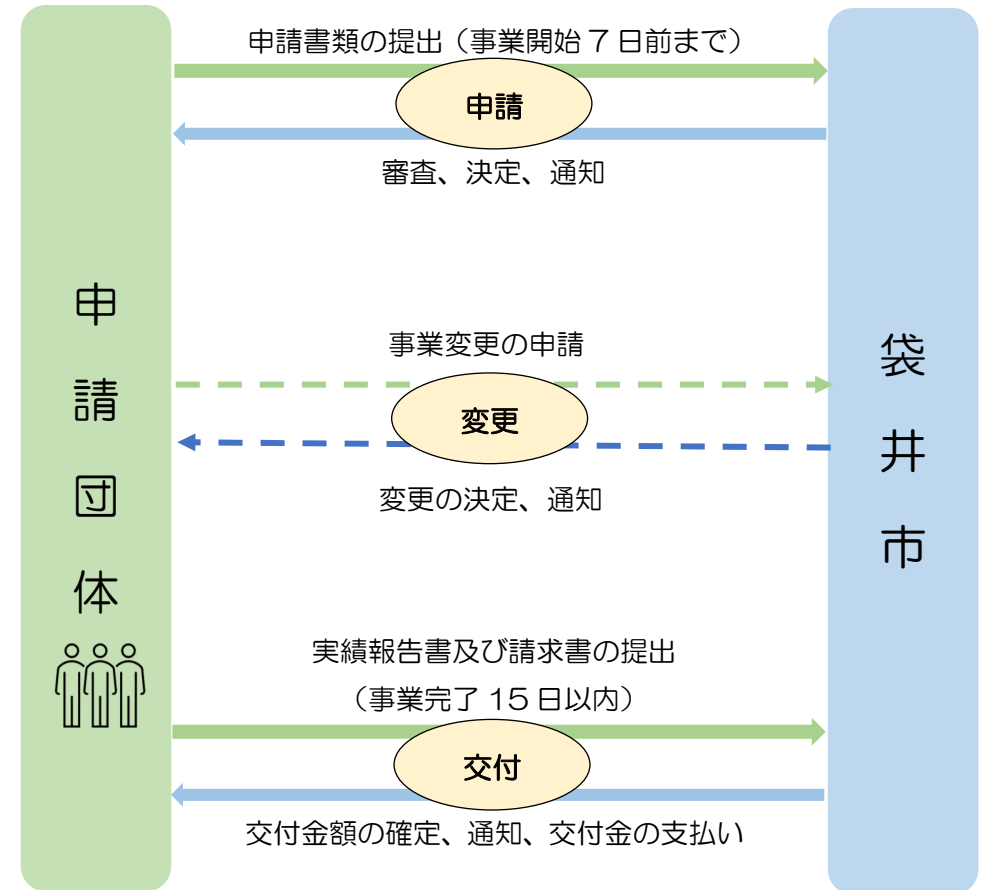 申請団体
袋井市
申請書類の提出（事業開始7日前まで）
申請
審査、決定、通知
事業変更の申請
変更
変更の決定、通知
実績報告書及び請求書の提出
（事業完了15日以内）
交付
交付金額の確定、通知、交付金の支払い